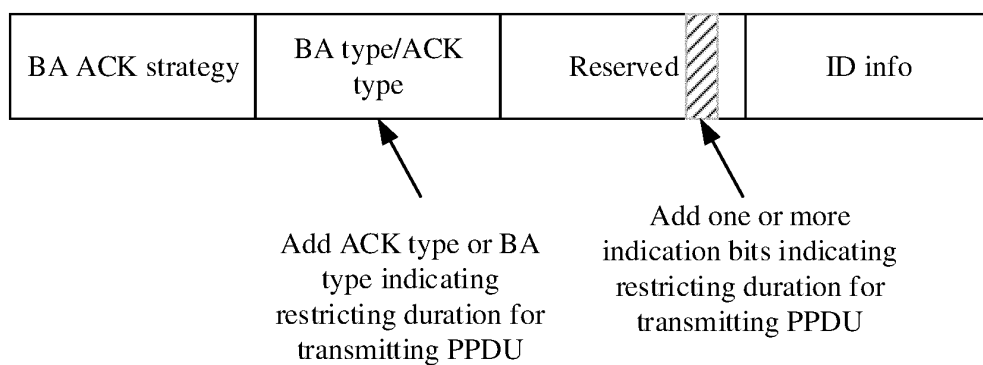 BA ACK strategy
BA type/ACK
type
Reserved
ID info
Add ACK type or BA
type indicating
restricting duration for
transmitting PPDU
Add one or more
indication bits indicating
restricting duration for
transmitting PPDU